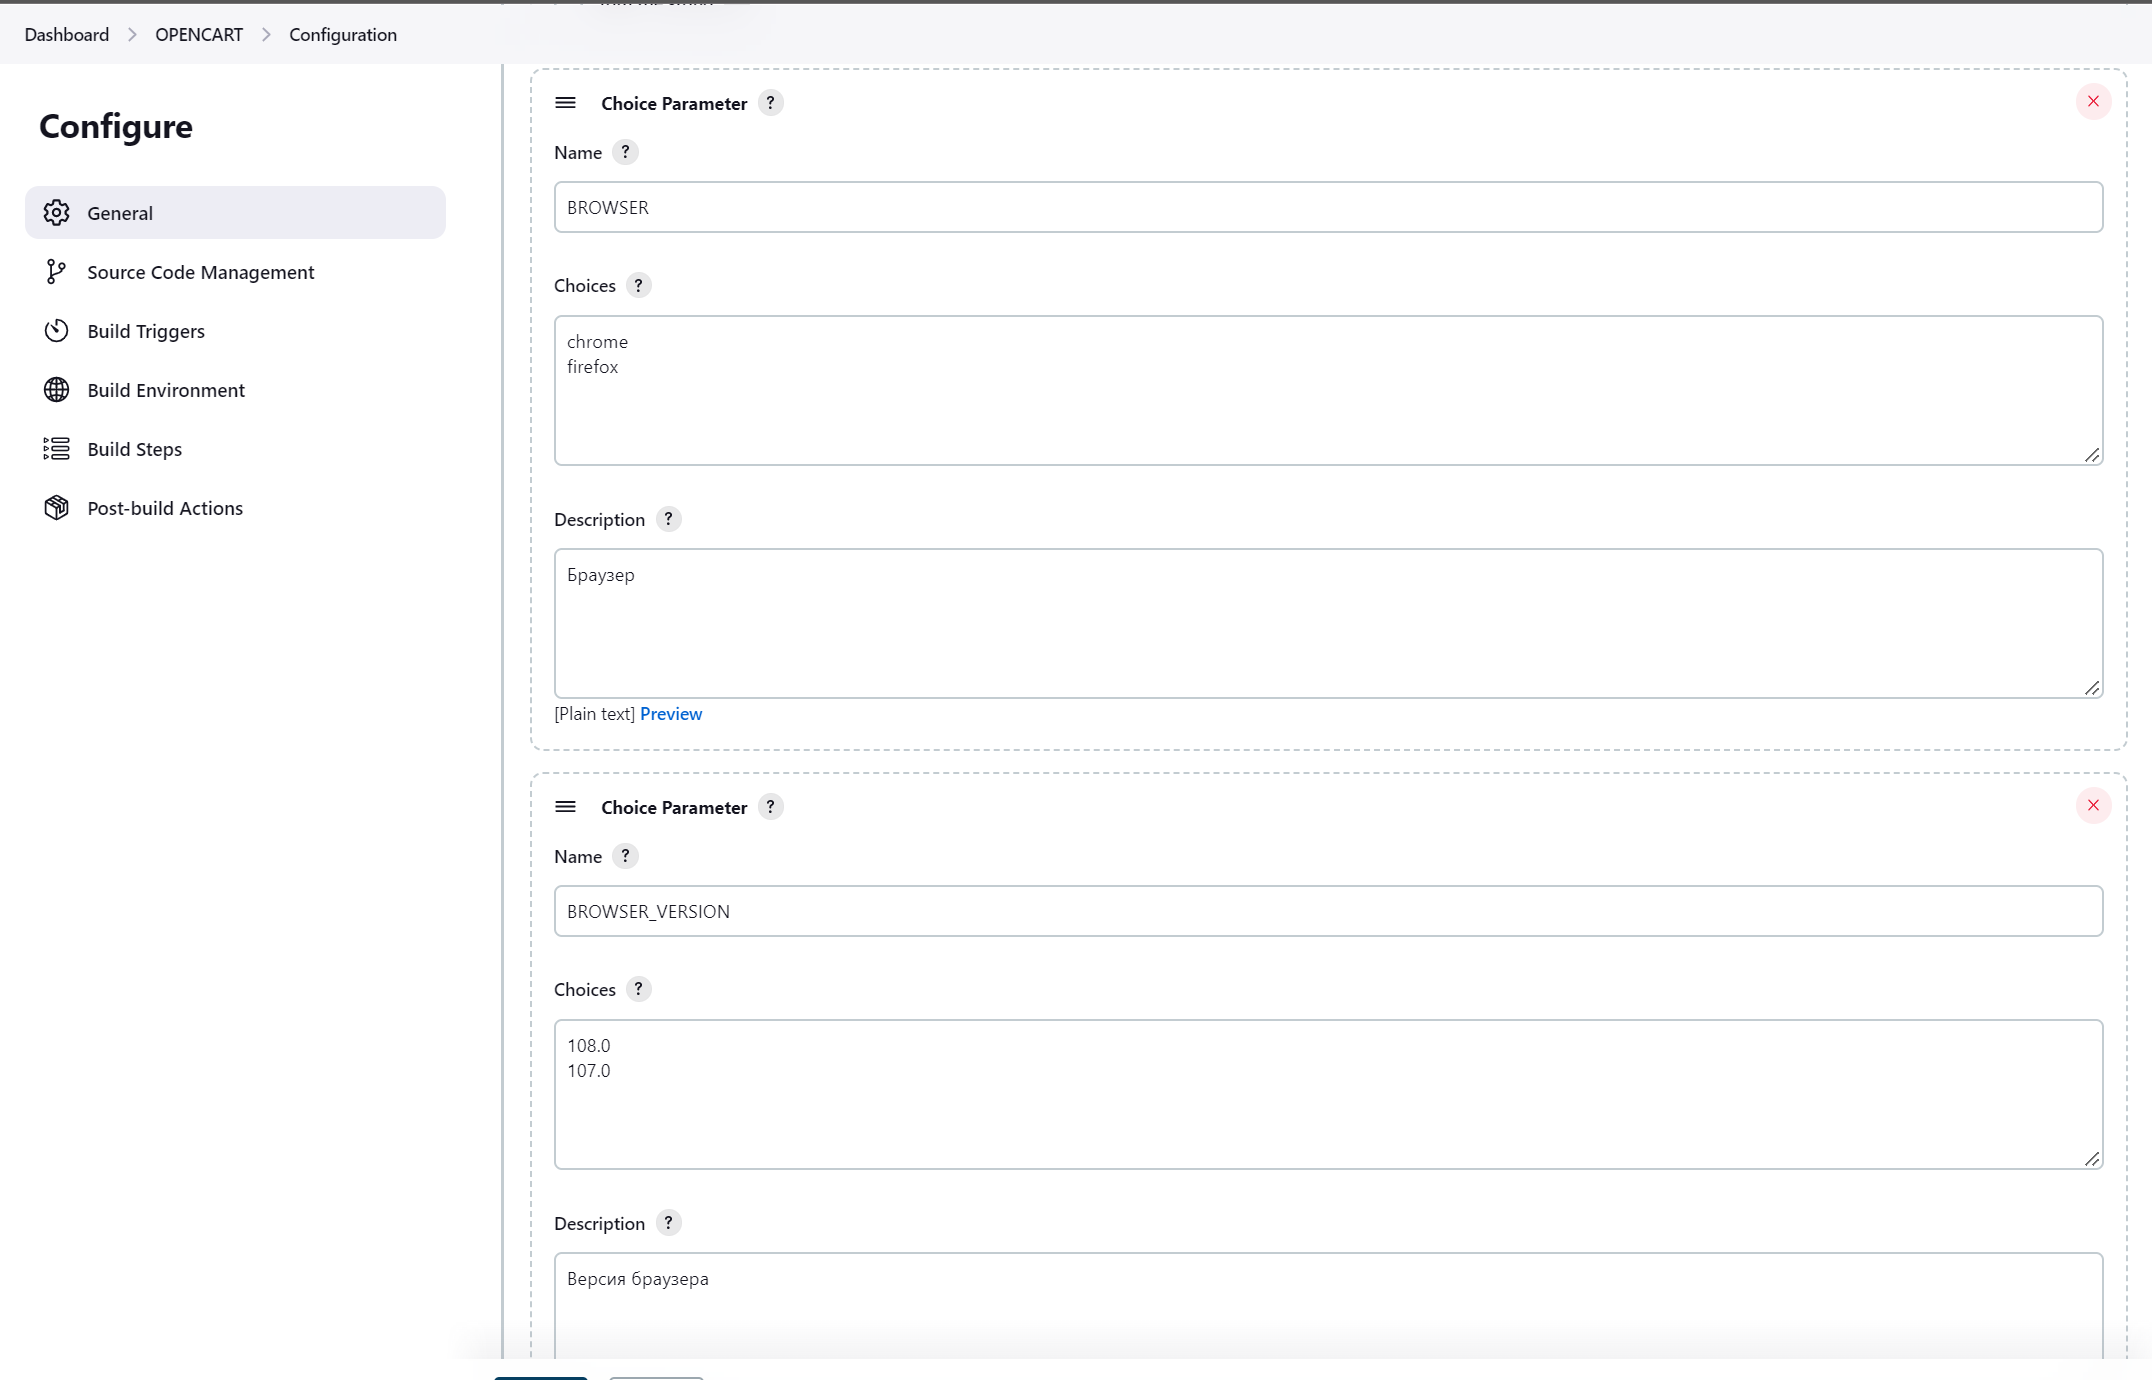 Dashboard
OPENCART
Configuration
Configure
General
Source Code Management
Build Triggers
Build Environment
Build Steps
Post-build Actions
Choice Parameter ?
Name ?
BROWSER
Choices ?
chrome
firefox
Description ?
Браузер
[Plain text] Preview
Choice Parameter ?
Name ?
BROWSER_VERSION
Choices ?
108.0
107.0
Description ?
Версия браузера